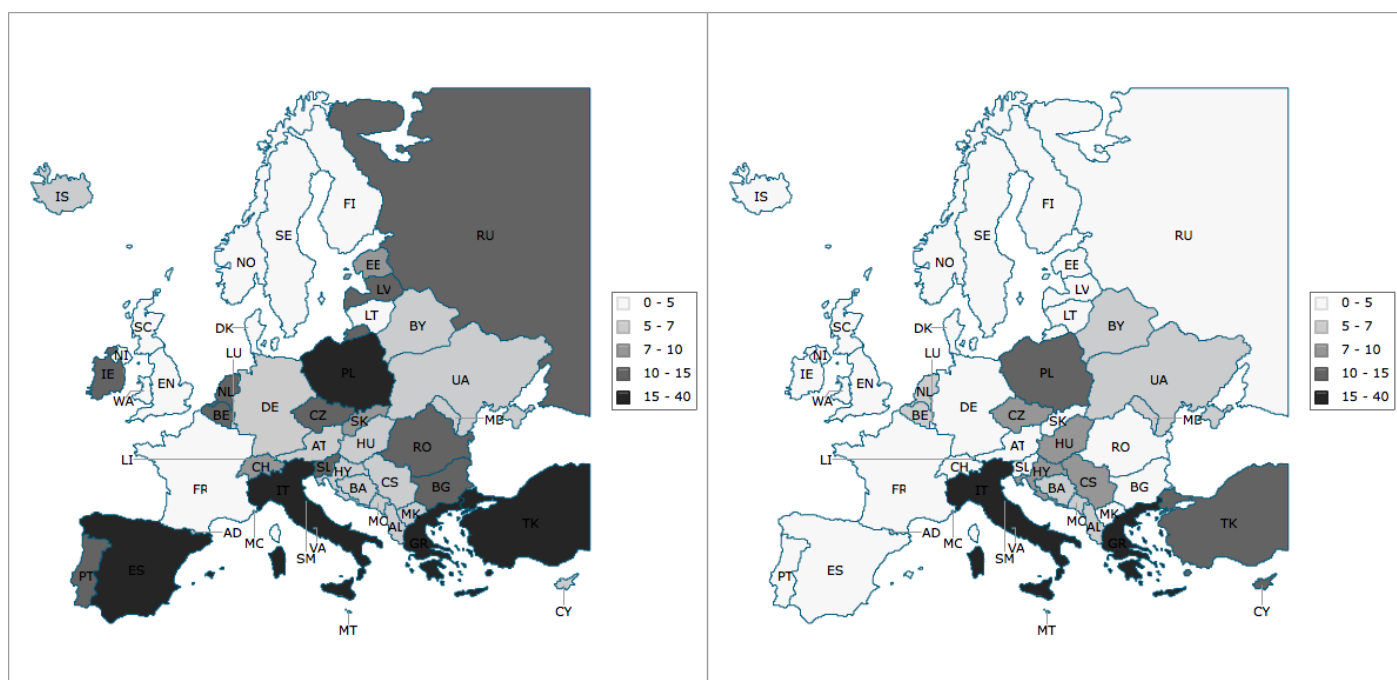 IS
FI
SE
RU
NO
EE
LV
LT
SC
DK
BY
NI
LU
IE
PL
EN
NL
UA
WA
BE
DE
CZ
SK
MD
AT
HU
RO
LI
CH
SL
HY
FR
IT
BA
CS
BG
MO
MK
TK
AD
AL
MC
VA
GR
SM
PT
ES
CY
MT
0 - 5
5 - 7
7 - 10
10 - 15
15 - 40
IS
FI
SE
RU
NO
EE
LV
LT
SC
DK
BY
NI
LU
IE
PL
EN
NL
UA
WA
BE
DE
CZ
SK
MD
AT
HU
RO
LI
CH
SL
HY
FR
IT
BA
CS
BG
MO
MK
TK
AD
AL
MC
VA
GR
SM
PT
ES
CY
MT
0 - 5
5 - 7
7 - 10
10 - 15
15 - 40